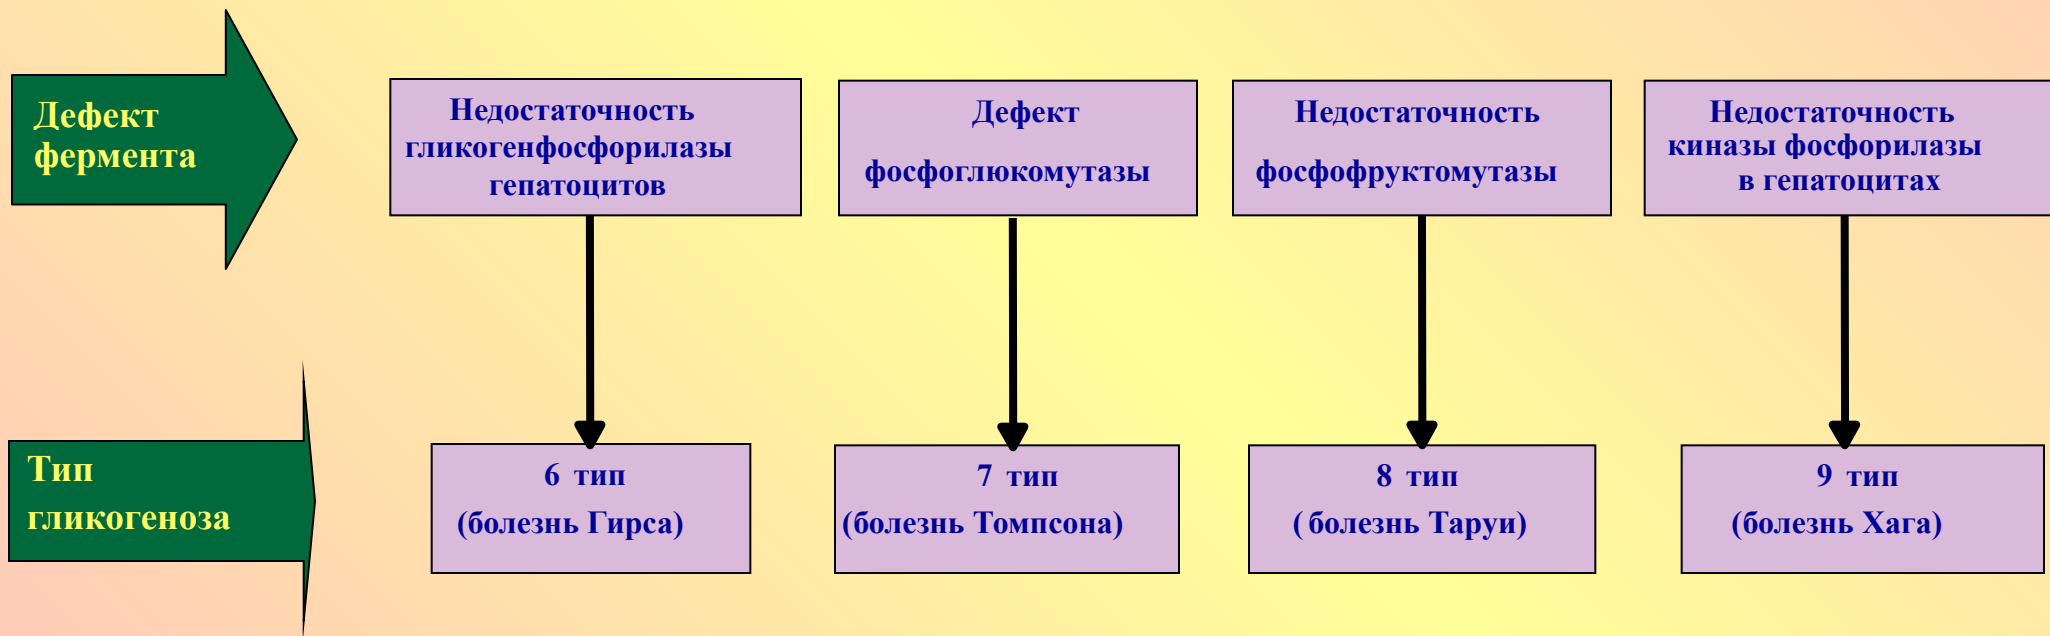 Дефект
фермента
Недостаточность
гликогенфосфорилазы
гепатоцитов
Дефект
фосфоглюкомутазы
Недостаточность
фосфофруктомутазы
Недостаточность
киназы фосфорилазы
в гепатоцитах
Тип
гликогеноза
6 тип
(болезнь Гирса)
7 тип
(болезнь Томпсона)
8 тип
( болезнь Таруи)
9 тип
(болезнь Хага)